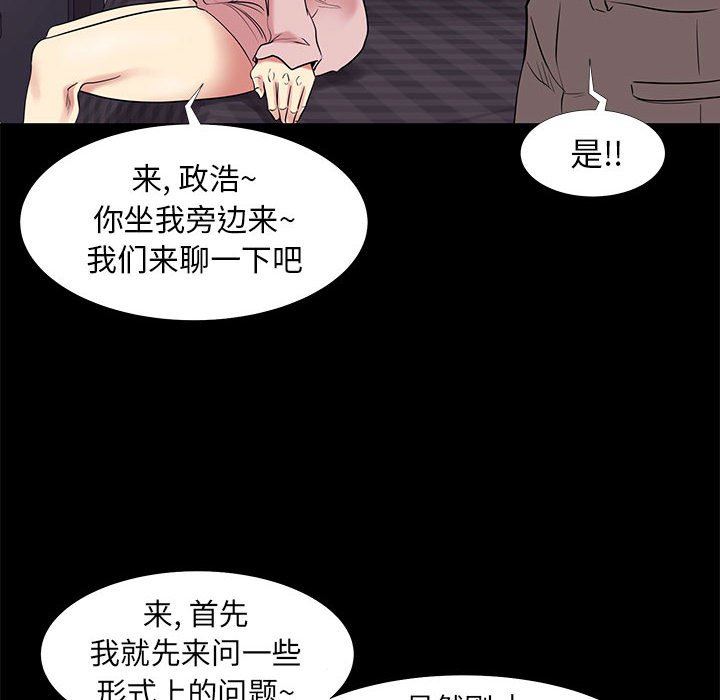 来, 政浩~
你坐我旁边来~
我们来聊一下吧
是!!
来, 首先
我就先来问一些
形式上的问题~